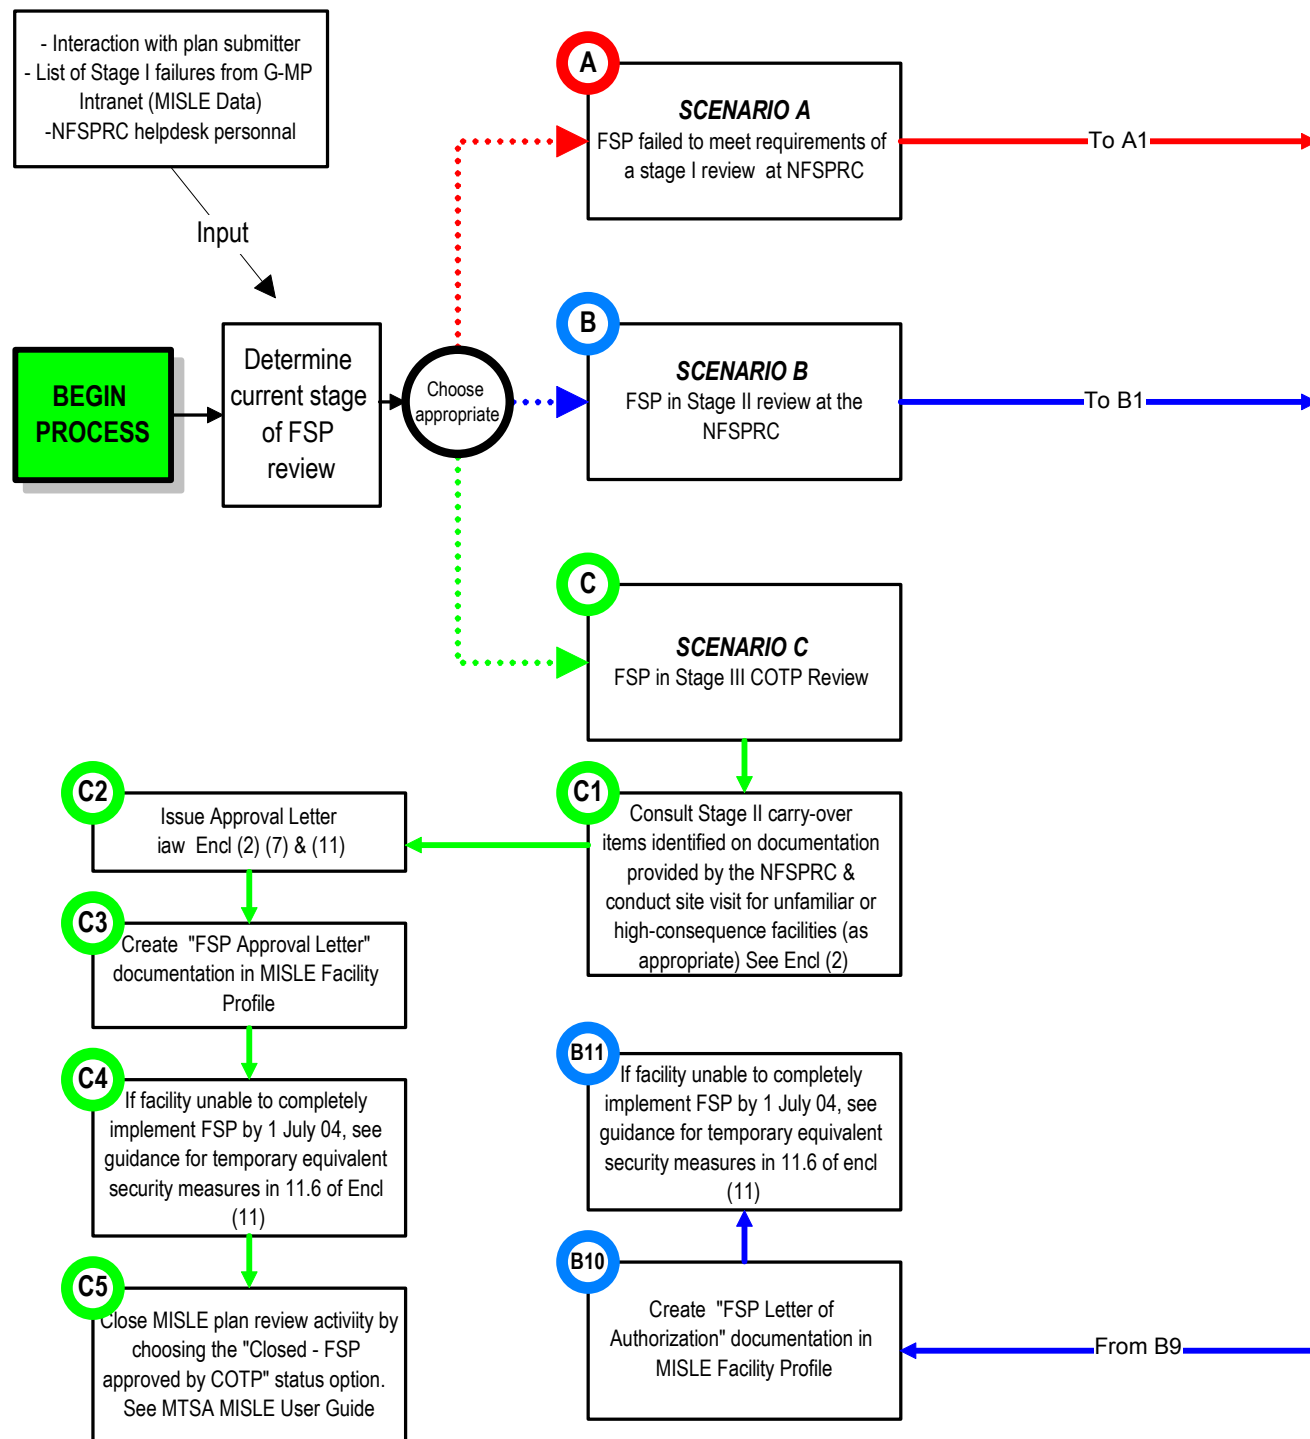 - Interaction with plan submitter
- List of Stage I failures from G-MP
Intranet (MISLE Data)
-NFSPRC helpdesk personnal
Input
BEGIN
PROCESS
Determine
current stage
of FSP
review
Choose
appropriate
A
SCENARIO A
FSP failed to meet requirements of
a stage I review at NFSPRC
To A1
B
SCENARIO B
FSP in Stage II review at the
NFSPRC
To B1
C
SCENARIO C
FSP in Stage III COTP Review
C1
Consult Stage II carry-over
items identified on documentation
provided by the NFSPRC &
conduct site visit for unfamiliar or
high-consequence facilities (as
appropriate) See Encl (2)
C2
Issue Approval Letter
iaw Encl (2) (7) & (11)
C3
Create "FSP Approval Letter"
documentation in MISLE Facility
Profile
C4
If facility unable to completely
implement FSP by 1 July 04, see
guidance for temporary equivalent
security measures in 11.6 of Encl
(11)
C5
Close MISLE plan review activiity by
choosing the "Closed - FSP
approved by COTP" status option.
See MTSA MISLE User Guide
B11
If facility unable to completely
implement FSP by 1 July 04, see
guidance for temporary equivalent
security measures in 11.6 of encl
(11)
B10
Create "FSP Letter of
Authorization" documentation in
MISLE Facility Profile
From B9